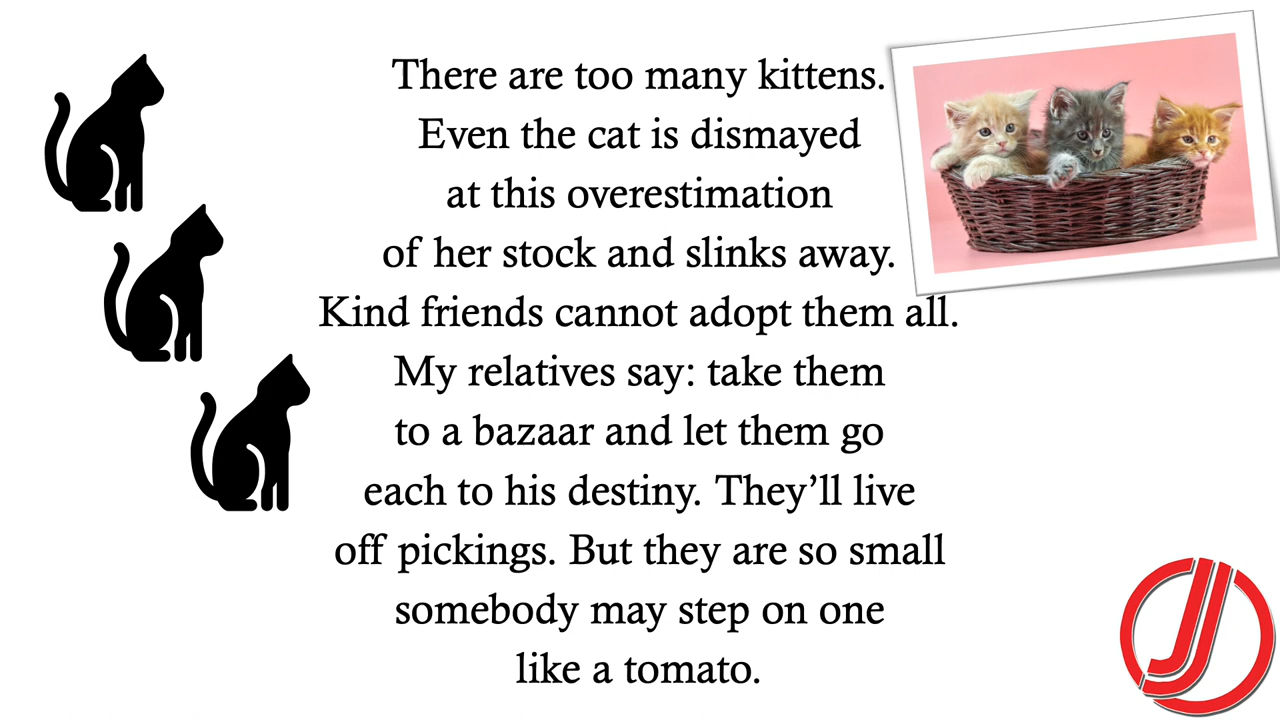 There are too many kittens.
Even the cat is dismayed
at this overestimation
of her stock and slinks away.
Kind friends cannot adopt them all.
My relatives say: take them
to a bazaar and let them go
each to his destiny. They’ll live
off pickings. But they are so small
somebody may step on one
like a tomato.